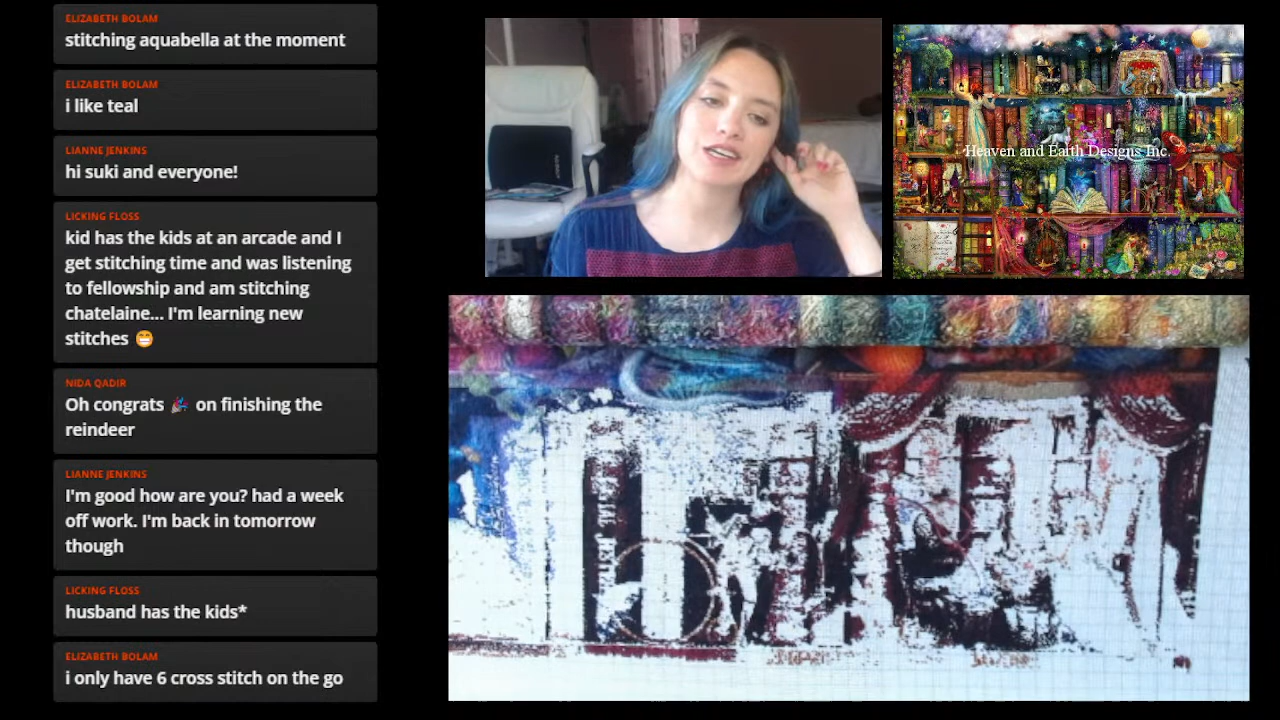 ELIZABETH BOLAM
stitching aquabella at the moment
ELIZABETH BOLAM
i like teal
LIANNE JENKINS
hi suki and everyone!
LICKING FLOSS
kid has the kids at an arcade and I
get stitching time and was listening
to fellowship and am stitching
chatelaine... I'm learning new
stitches 😁
NIDA QADIR
Oh congrats 🎉 on finishing the
reindeer
LIANNE JENKINS
I'm good how are you? had a week
off work. I'm back in tomorrow
though
LICKING FLOSS
husband has the kids*
ELIZABETH BOLAM
i only have 6 cross stitch on the go
Heaven and Earth Designs Inc.